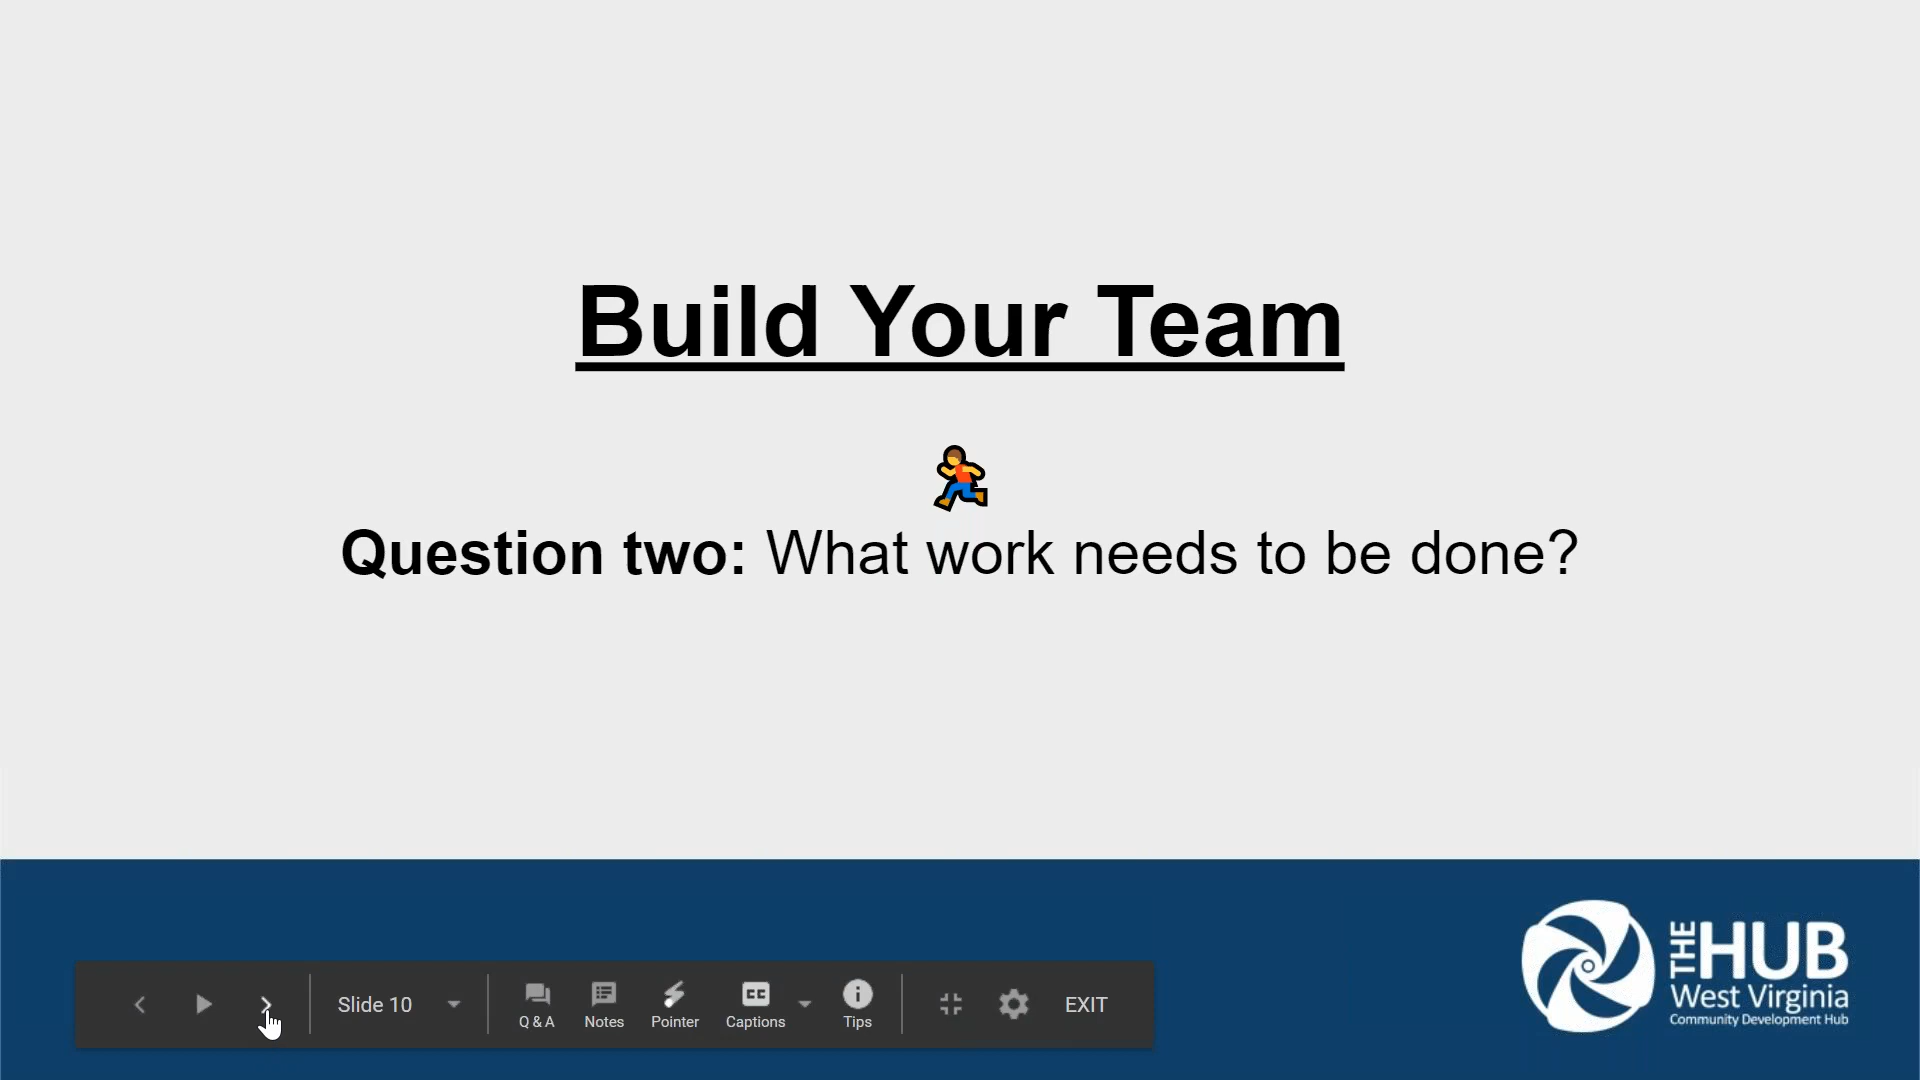 Build Your Team
Question two: What work needs to be done?
THE HUB
West Virginia
Community Development Hub
Slide 10
Q & A
Notes
Pointer
CC
Captions
Tips
EXIT